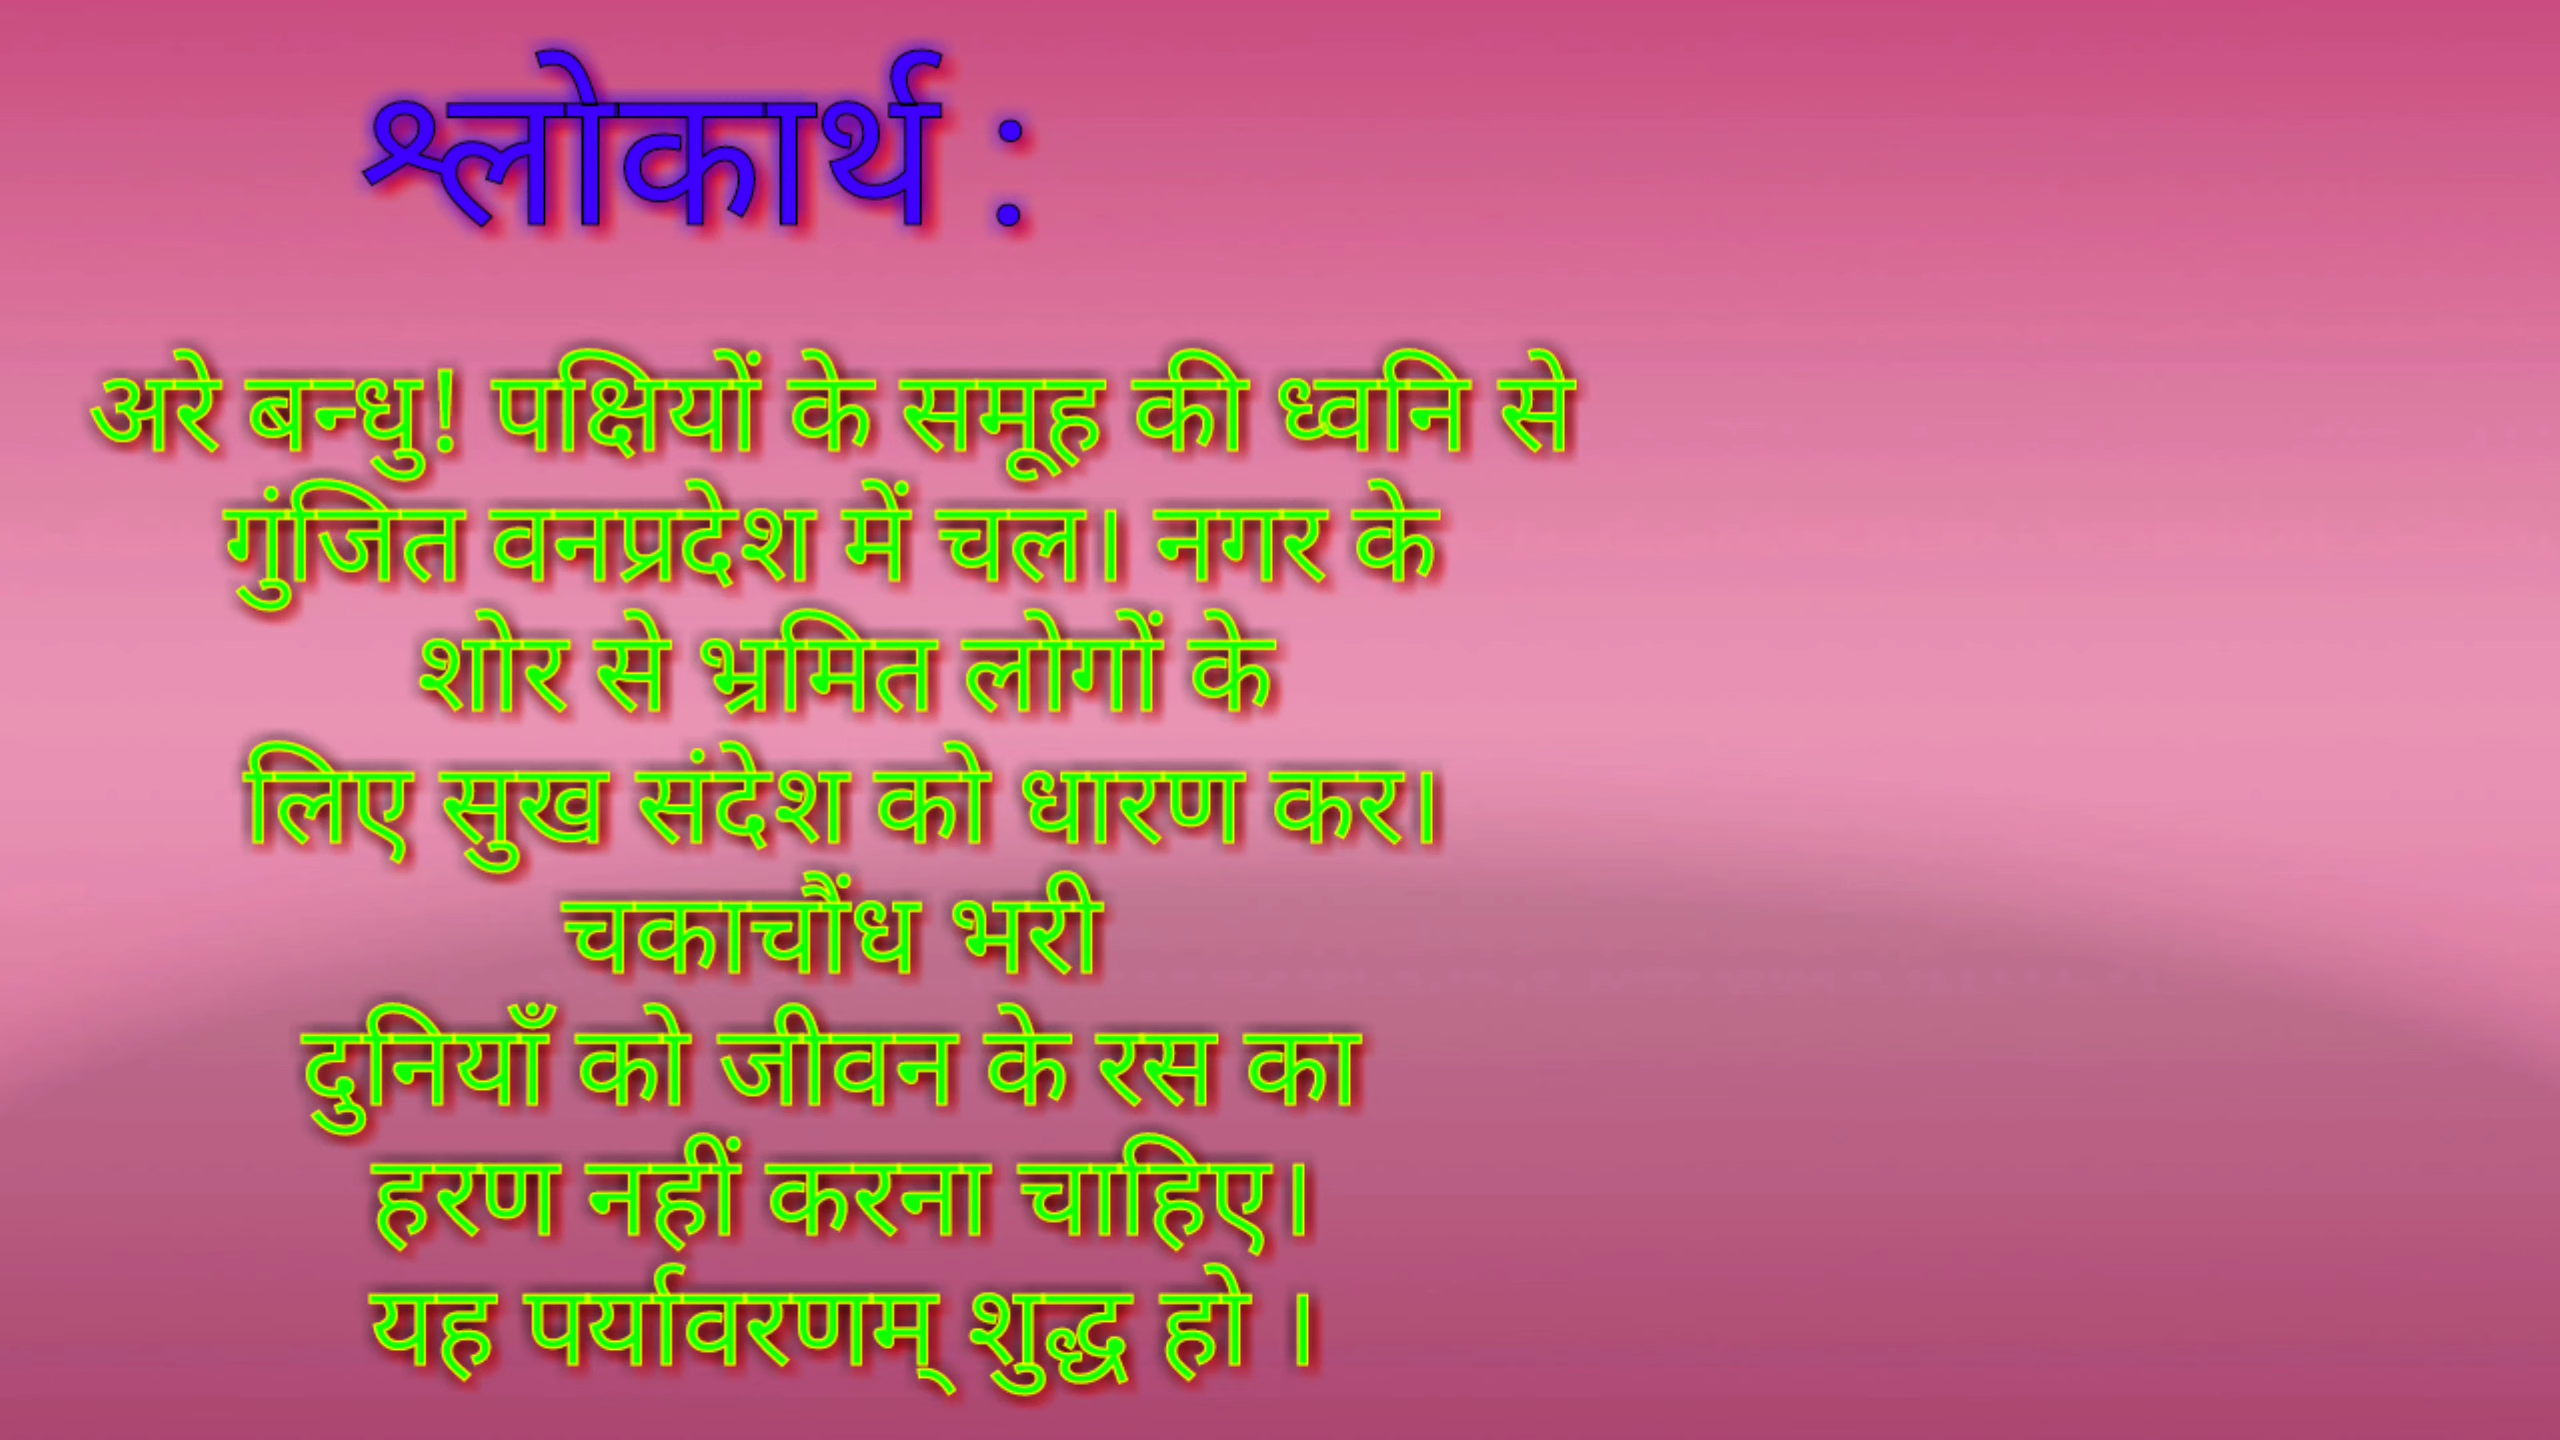 श्लोकार्थ :
अरे बन्धु! पक्षियों के समूह की ध्वनि से
गुंजित वनप्रदेश में चल। नगर के
शोर से भ्रमित लोगों के
लिए सुख संदेश को धारण कर।
चकाचौंध भरी
दुनियाँ को जीवन के रस का
हरण नहीं करना चाहिए।
यह पर्यावरणम् शुद्ध हो ।